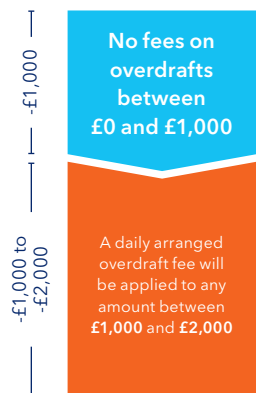 -£1,000
No fees on
overdrafts
between
£0 and £1,000
-£1,000 to
-£2,000
A daily arranged
overdraft fee will
be applied to any
amount between
£1,000 and £2,000